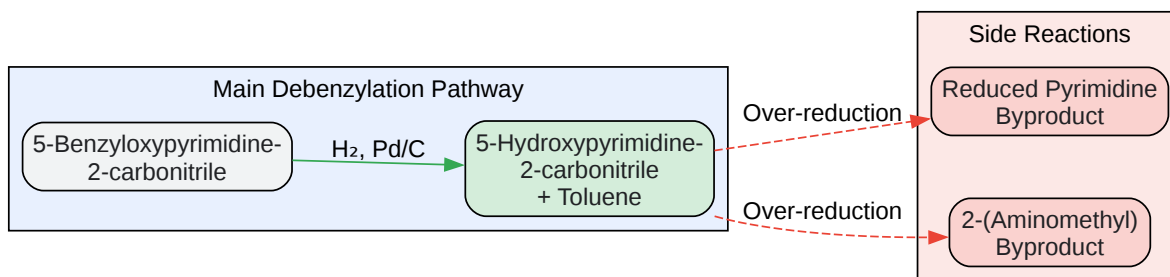 Main Debenzylation Pathway
5-Benzyloxypyrimidine-
2-carbonitrile
H₂, Pd/C
5-Hydroxypyrimidine-
2-carbonitrile
+ Toluene
Over-reduction
Over-reduction
Side Reactions
Reduced Pyrimidine
Byproduct
2-(Aminomethyl)
Byproduct